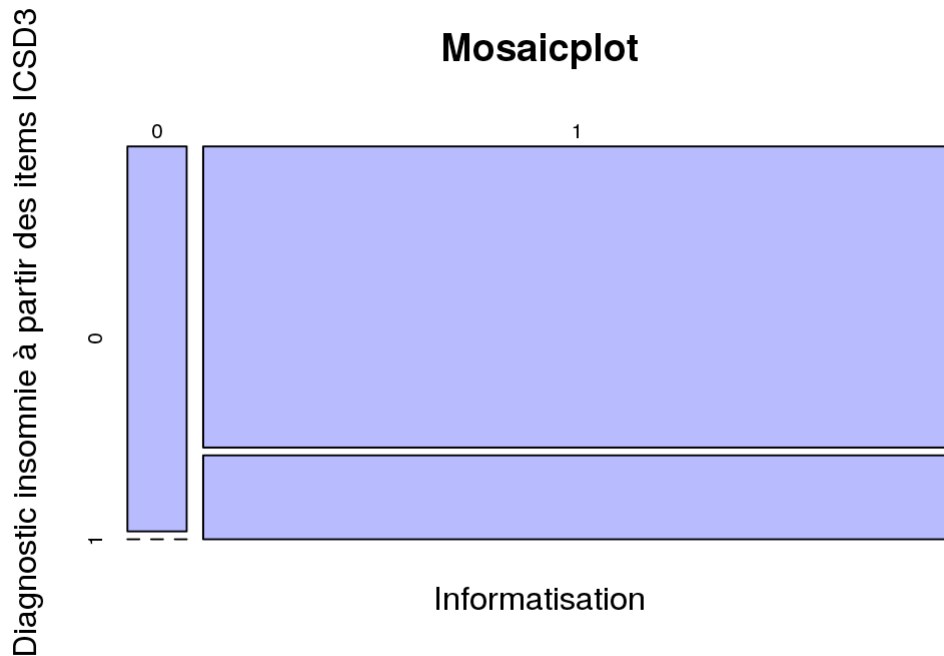 Mosaicplot
0
1
Diagnostic insomnie à partir des items ICSD3
0
1
Informatisation